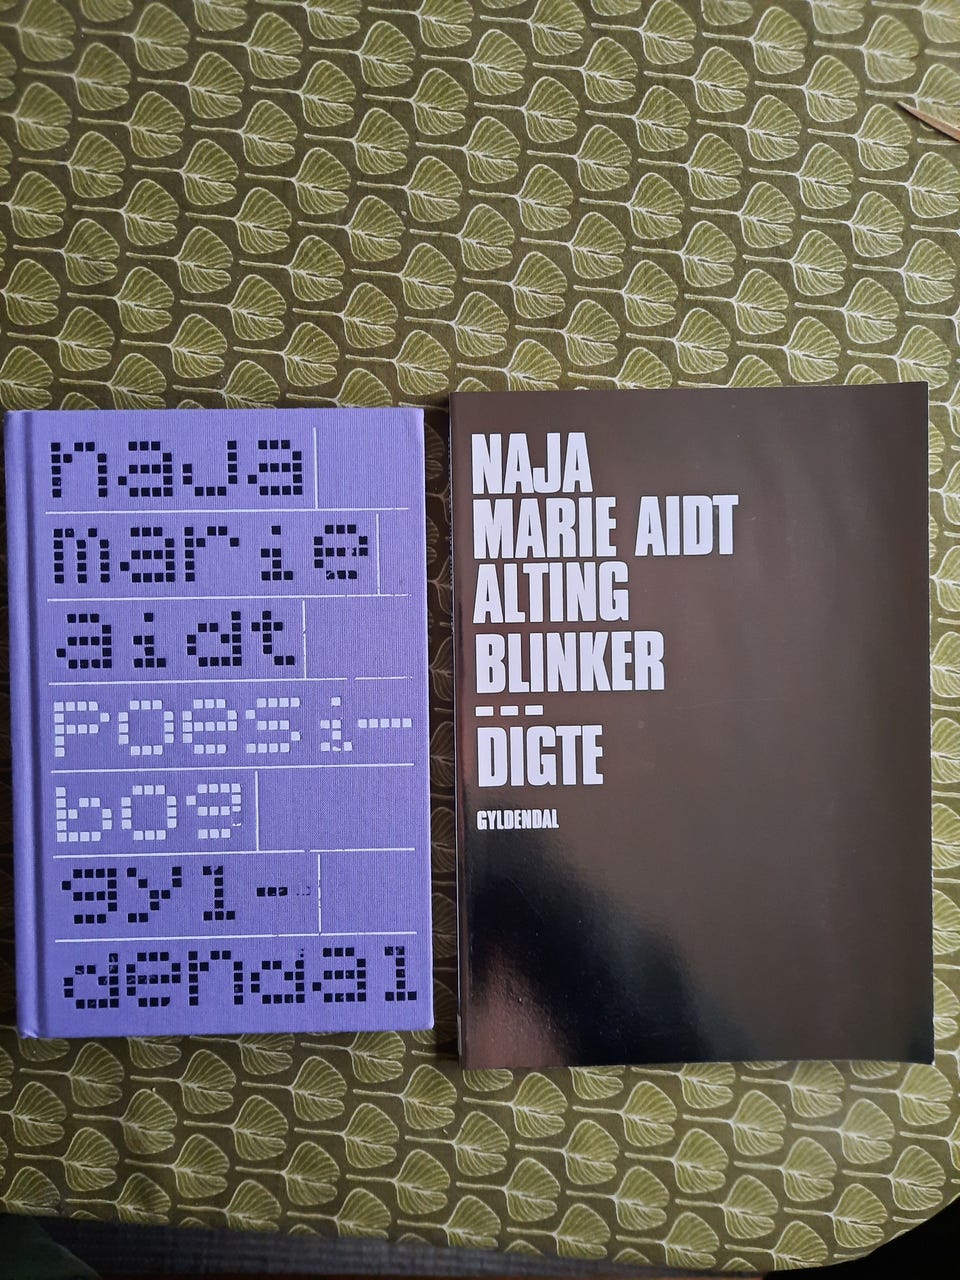 naja
marie
aidt
poesi-
bog
gyl-
dendal
NAJA
MARIE AIDT
ALTING
BLINKER
---
DIGTE
GYLDENDAL